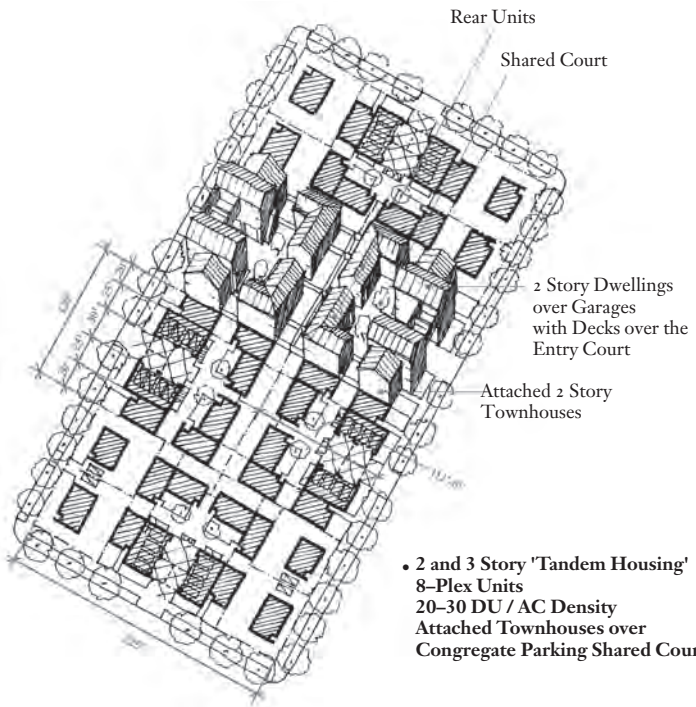 Rear Units
Shared Court
2 Story Dwellings
over Garages
with Decks over the
Entry Court
Attached 2 Story
Townhouses
• 2 and 3 Story 'Tandem Housing'
8–Plex Units
20–30 DU / AC Density
Attached Townhouses over
Congregate Parking Shared Cour